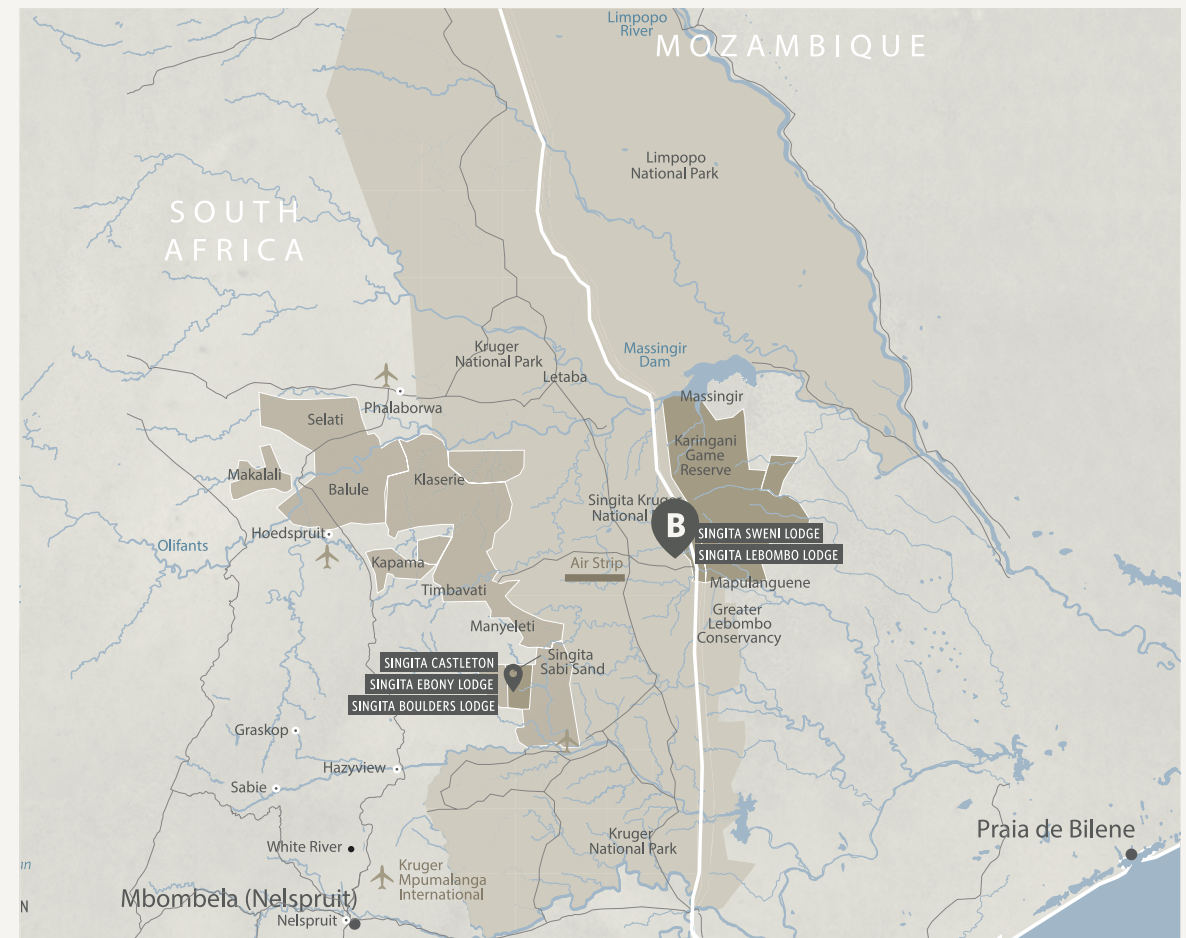 Limpopo
River
MOZAMBIQUE
Limpopo
National Park
SOUTH
AFRICA
Kruger
National Park
Letaba
Massingir
Dam
Massingir
Phalaborwa
Selati
Karingani
Game
Reserve
Makalali
Balule
Klaserie
Singita Kruger
National
B
SINGITA SWENI LODGE
SINGITA LEBOMBO LODGE
Hoedspruit
Olifants
Kapama
Air Strip
Timbavati
Mapulanguene
Greater
Lebombo
Conservancy
Manyeleti
Singita
Sabi Sand
SINGITA CASTLETON
SINGITA EBONY LODGE
SINGITA BOULDERS LODGE
Graskop
Hazyview
Sabie
White River
Kruger
National Park
Praia de Bilene
Kruger
Mpumalanga
International
Mbombela (Nelspruit)
Nelspruit
N